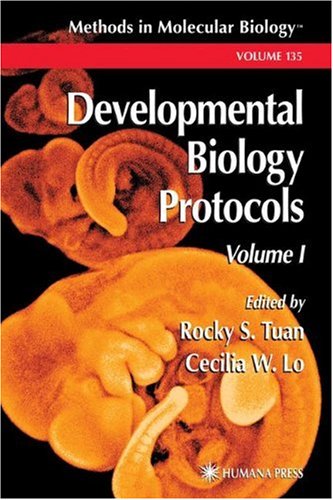 Methods in Molecular Biology™
VOLUME 135
Developmental
Biology
Protocols
Volume I
Edited by
Rocky S. Tuan
Cecilia W. Lo
HUMANA PRESS